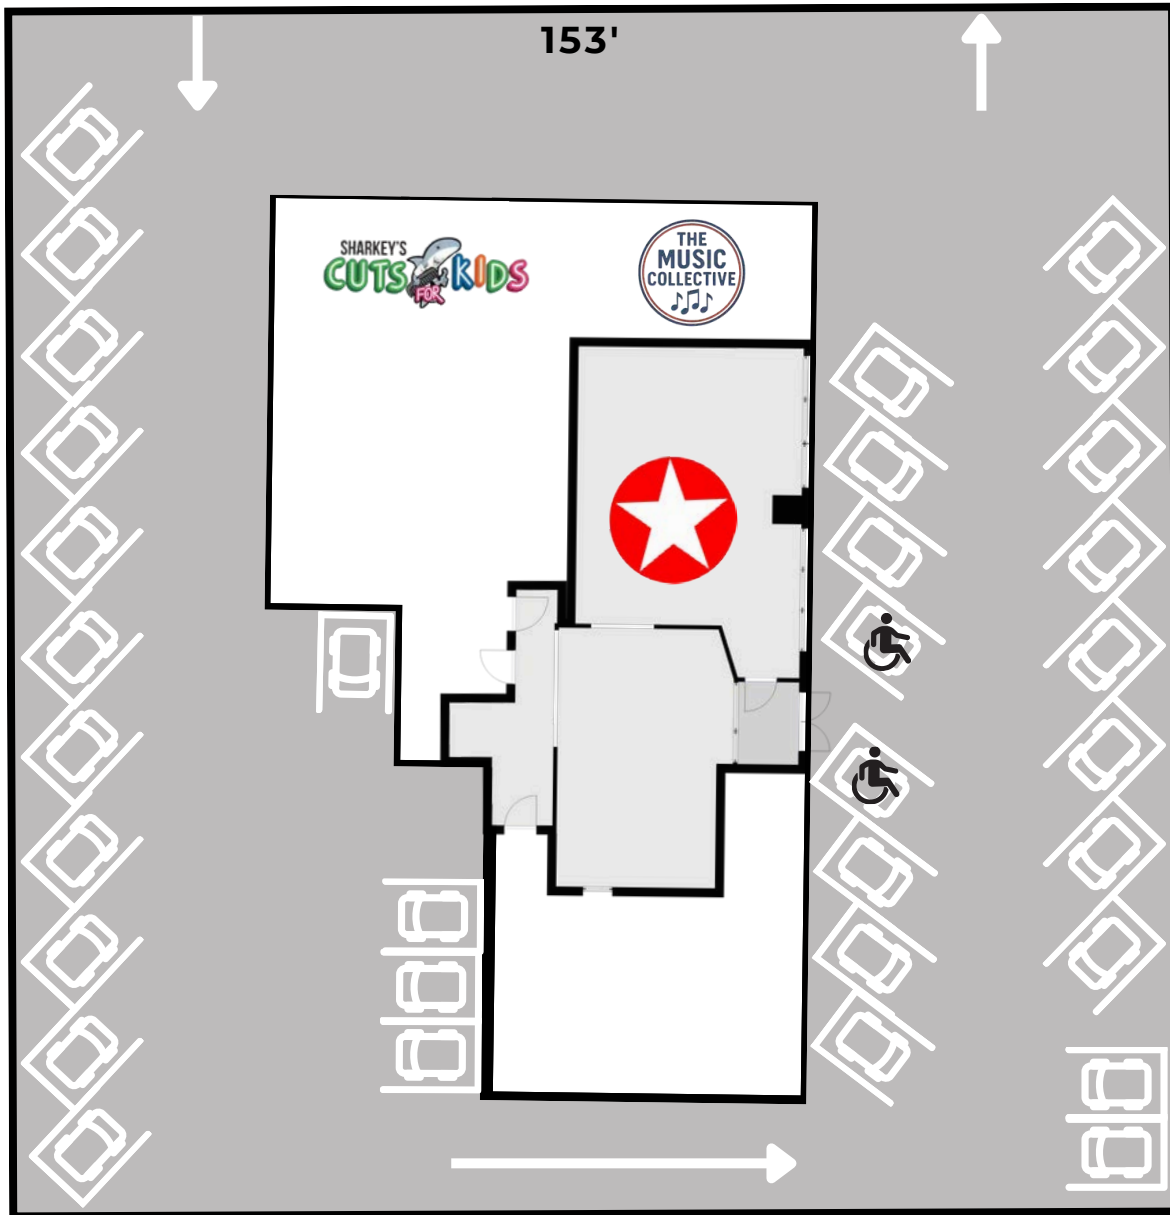 153'
SHARKEY'S
CUTS FOR KIDS
THE
MUSIC
COLLECTIVE